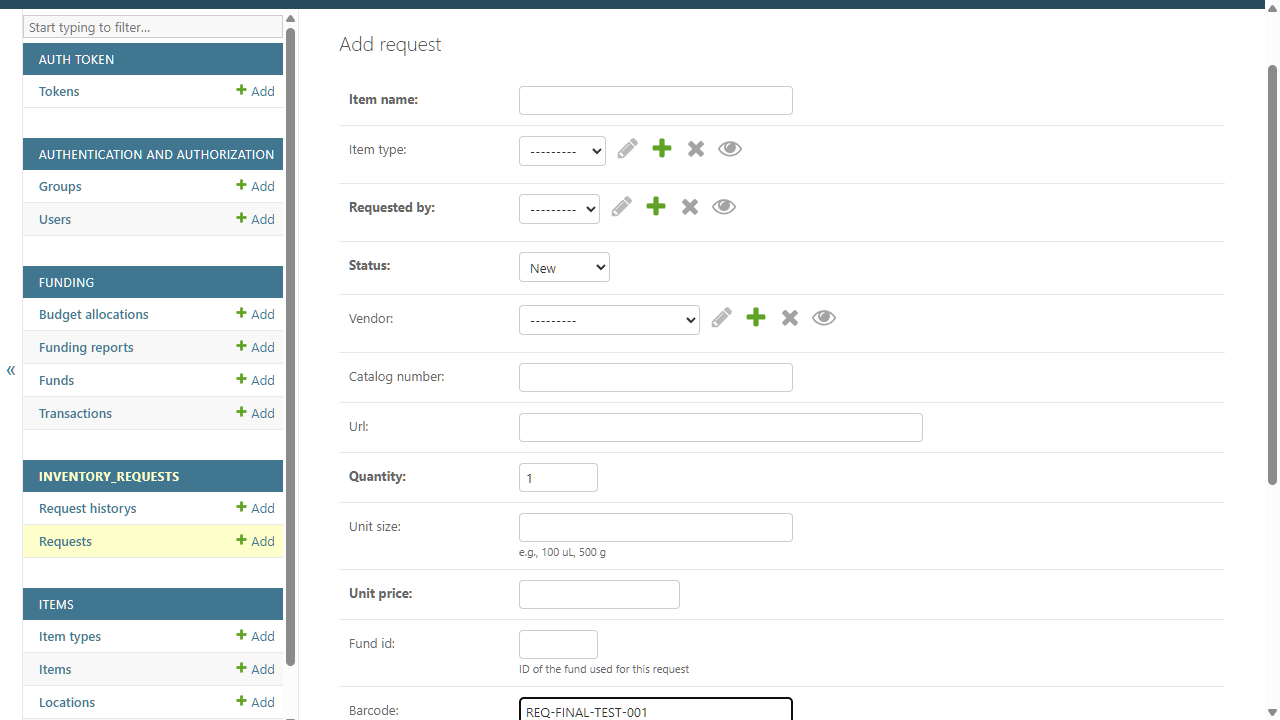 Start typing to filter...
AUTH TOKEN
Tokens Add
AUTHENTICATION AND AUTHORIZATION
Groups Add
Users Add
FUNDING
Budget allocations Add
Funding reports Add
Funds Add
Transactions Add
«
INVENTORY_REQUESTS
Request historys Add
Requests Add
ITEMS
Item types Add
Items Add
Locations Add
Add request
Item name:
Item type: ---------
Requested by: ---------
Status: New
Vendor: ---------
Catalog number:
Url:
Quantity: 1
Unit size:
e.g., 100 uL, 500 g
Unit price:
Fund id:
ID of the fund used for this request
Barcode: REQ-FINAL-TEST-001